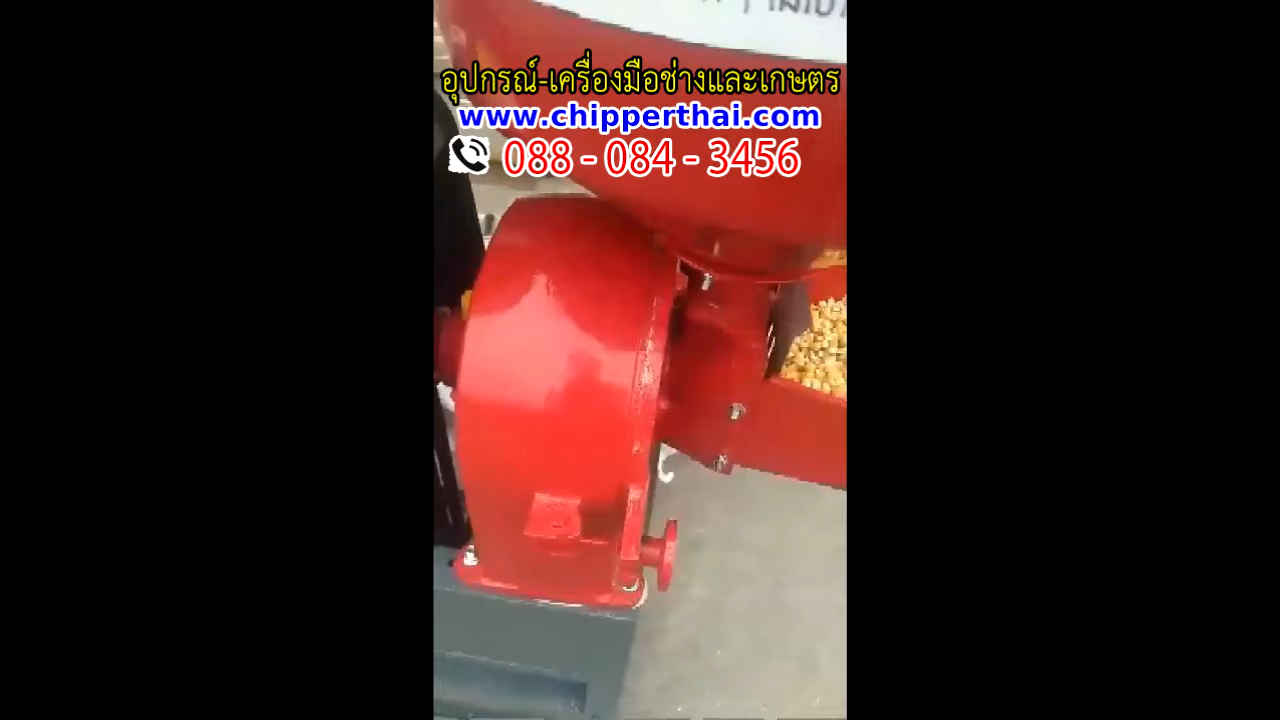 อุปกรณ์-เครื่องมือช่างและเกษตร
www.chipperthai.com
088 - 084 - 3456